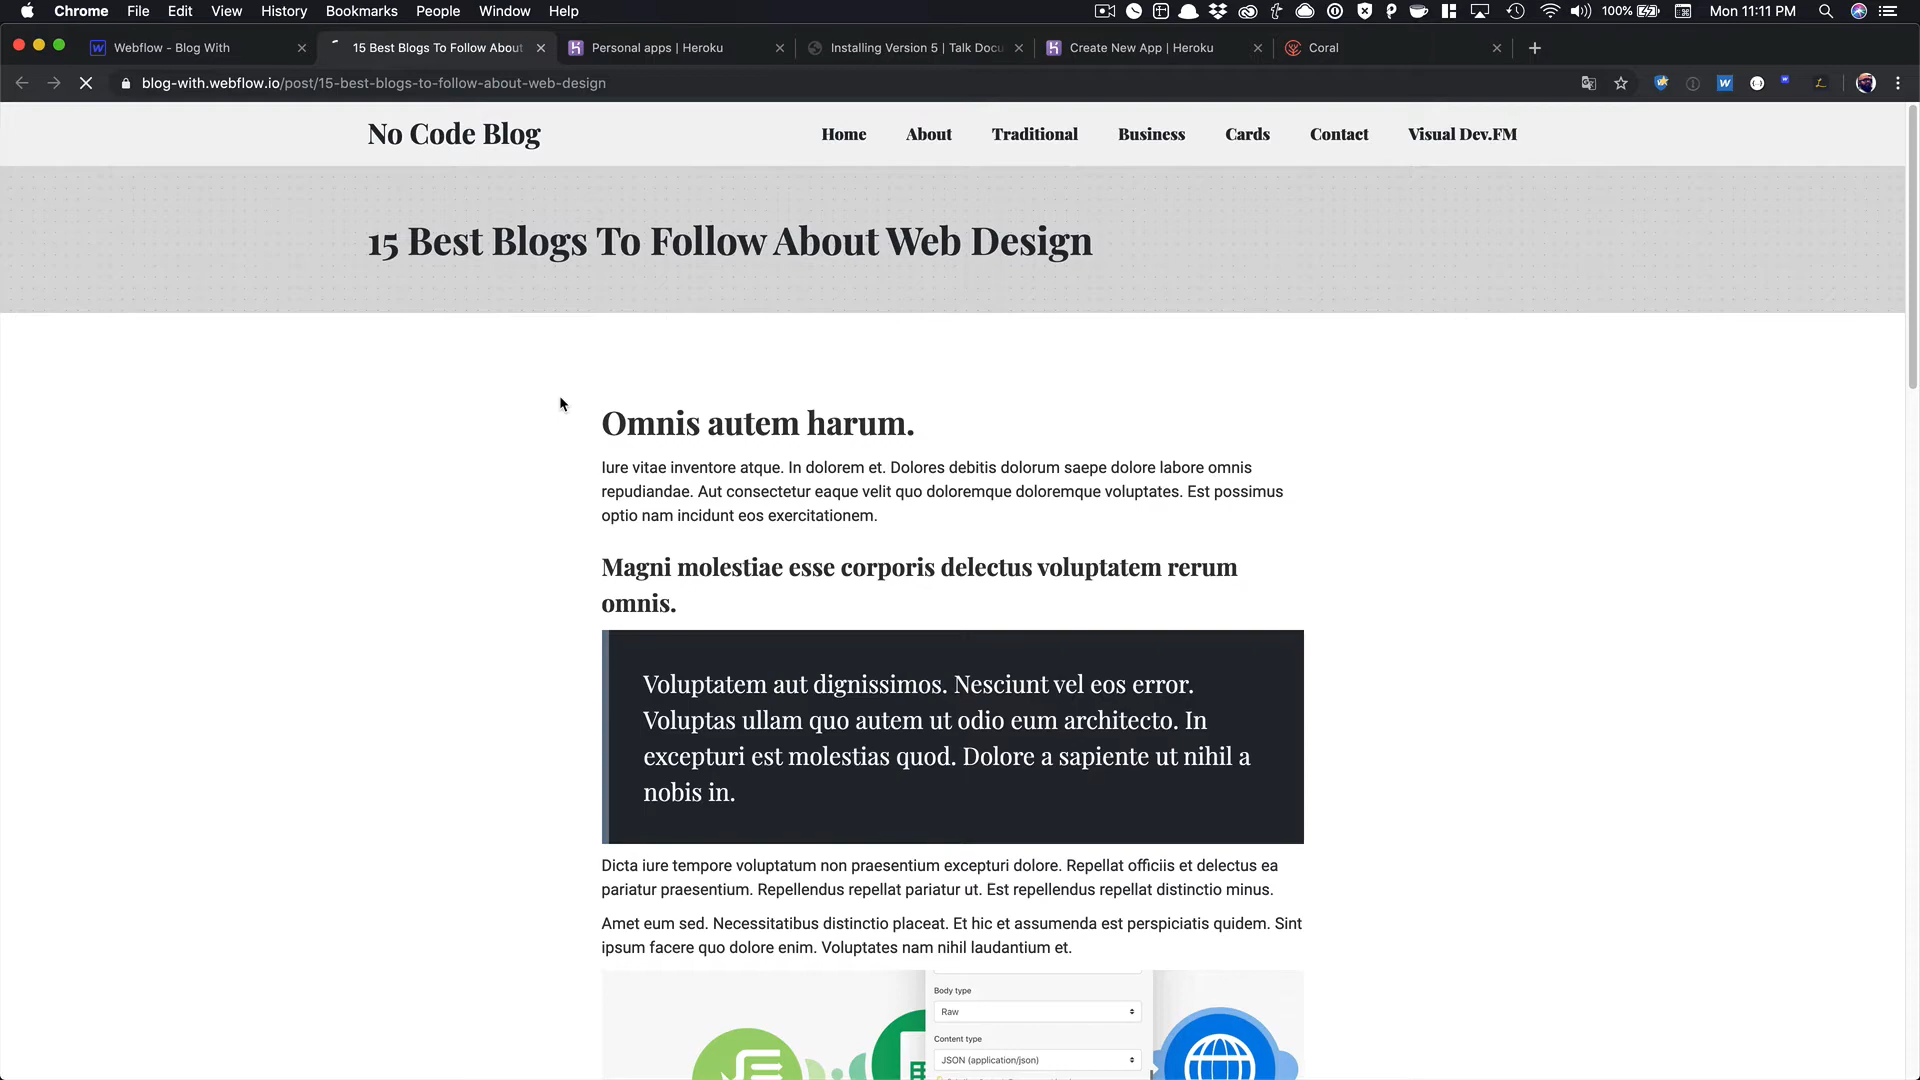 Chrome File Edit View History Bookmarks People Window Help 100% Mon 11:11 PM
Webflow - Blog With 15 Best Blogs To Follow About Personal apps | Heroku Installing Version 5 | Talk Docu Create New App | Heroku Coral
blog-with.webflow.io/post/15-best-blogs-to-follow-about-web-design
No Code Blog Home About Traditional Business Cards Contact Visual Dev.FM
15 Best Blogs To Follow About Web Design
Omnis autem harum.
Iure vitae inventore atque. In dolorem et. Dolores debitis dolorum saepe dolore labore omnis
repudiandae. Aut consectetur eaque velit quo doloremque doloremque voluptates. Est possimus
optio nam incidunt eos exercitationem.
Magni molestiae esse corporis delectus voluptatem rerum
omnis.
Voluptatem aut dignissimos. Nesciunt vel eos error.
Voluptas ullam quo autem ut odio eum architecto. In
excepturi est molestias quod. Dolore a sapiente ut nihil a
nobis in.
Dicta iure tempore voluptatum non praesentium excepturi dolore. Repellat officiis et delectus ea
pariatur praesentium. Repellendus repellat pariatur ut. Est repellendus repellat distinctio minus.
Amet eum sed. Necessitatibus distinctio placeat. Et hic et assumenda est perspiciatis quidem. Sint
ipsum facere quo dolore enim. Voluptates nam nihil laudantium et.
Body type
Raw
Content type
JSON (application/json)